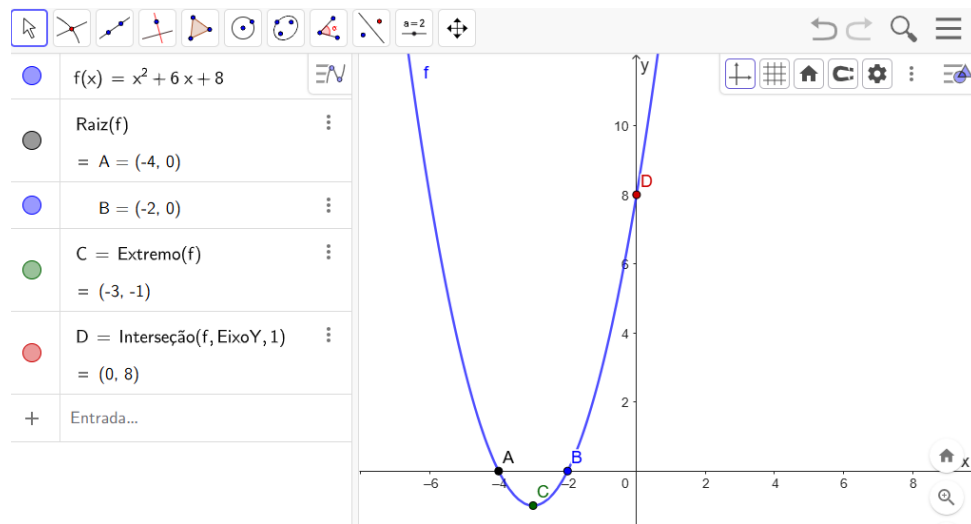 a = 2
f(x) = x² + 6 x + 8
Raiz(f)
= A = (-4, 0)
B = (-2, 0)
C = Extremo(f)
= (-3, -1)
D = Interseção(f, EixoY, 1)
= (0, 8)
+ Entrada...
f
y
10
D
8
6
4
2
A
B
C
x
–6
–4
–2
0
2
4
6
8